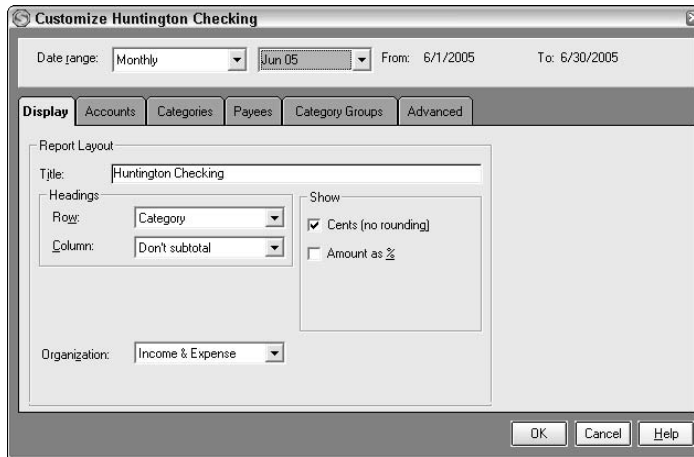 Customize Huntington Checking
Date range: Monthly Jun 05 From: 6/1/2005 To: 6/30/2005
Display Accounts Categories Payees Category Groups Advanced
Report Layout
Title: Huntington Checking
Headings
Show
Row: Category
Cents (no rounding)
Column: Don't subtotal
Amount as %
Organization: Income & Expense
OK Cancel Help